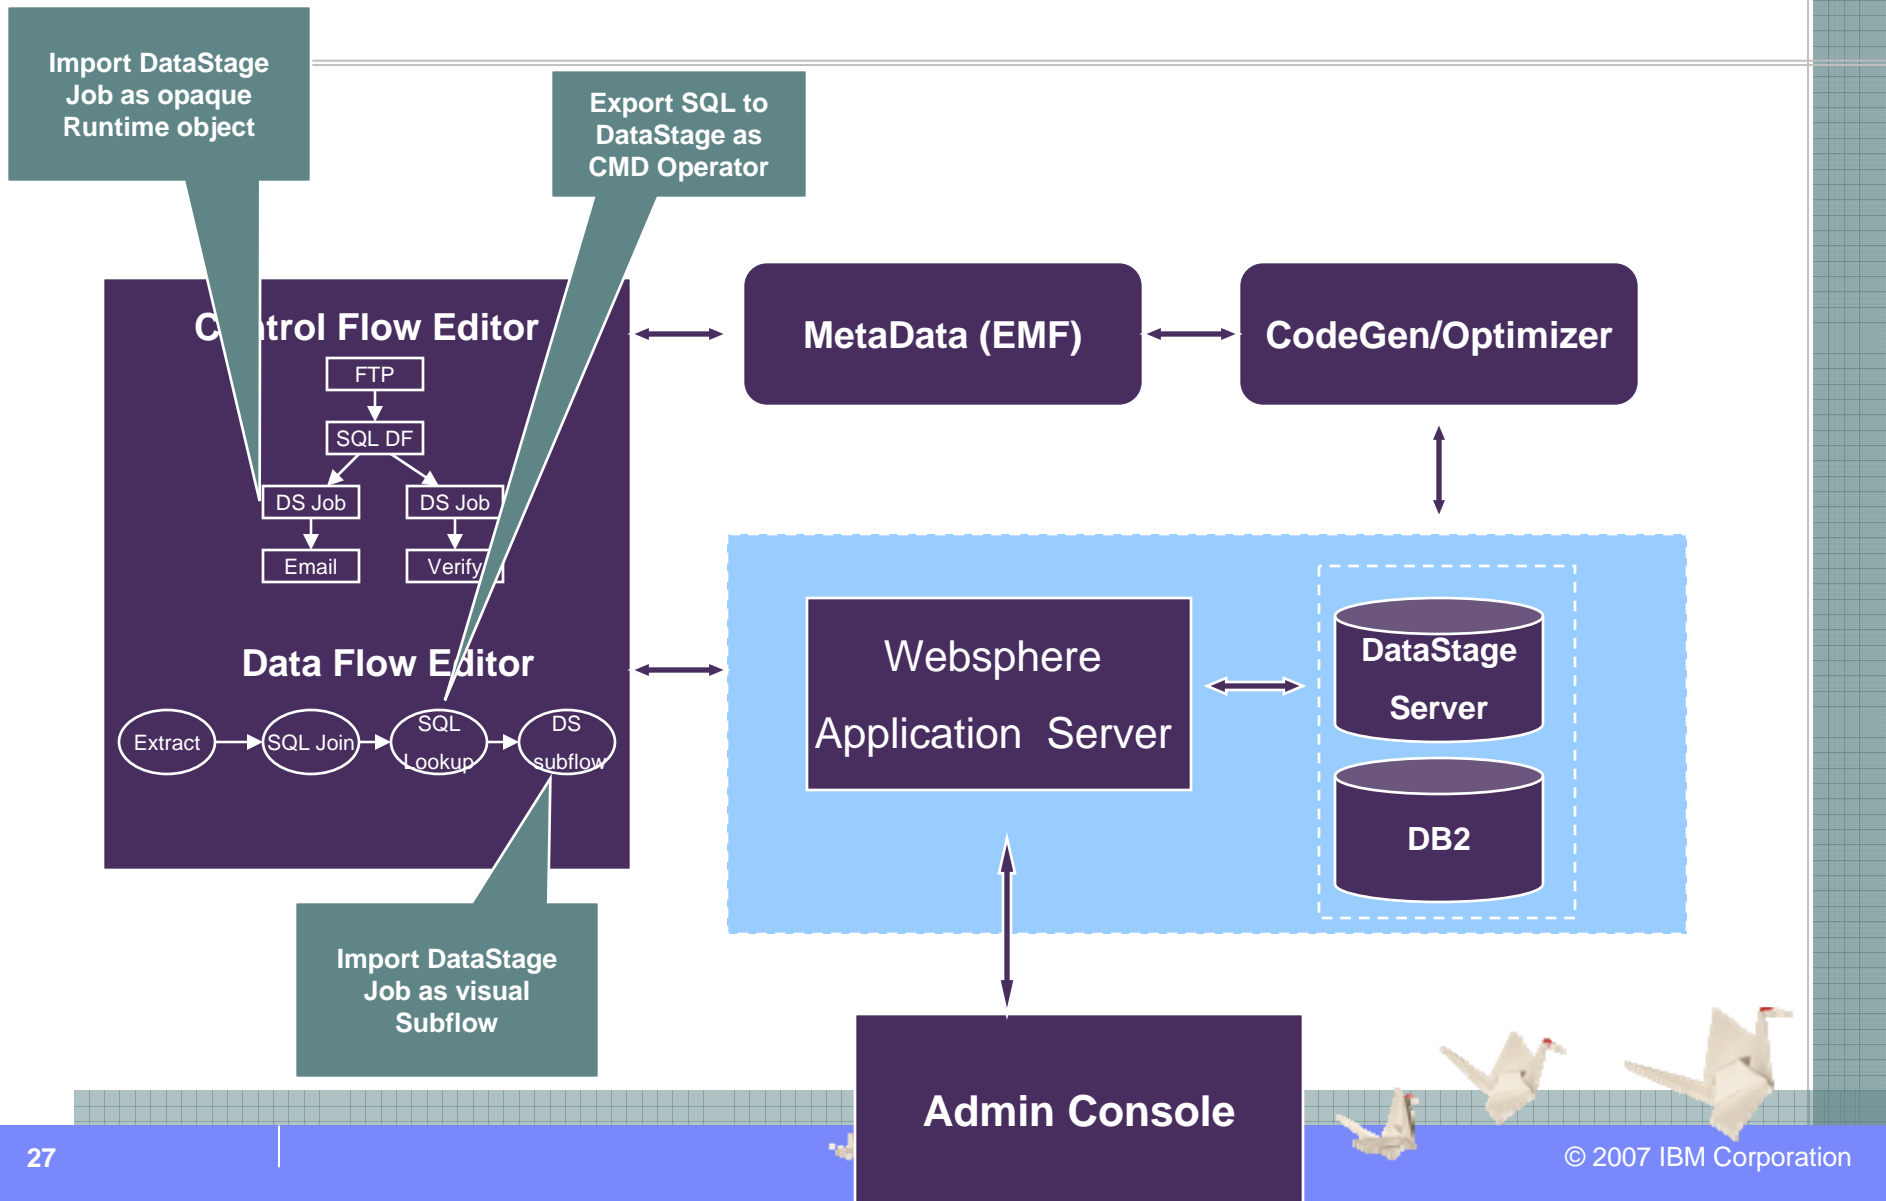 Import DataStage
Job as opaque
Runtime object
Export SQL to
DataStage as
CMD Operator
Control Flow Editor
FTP
SQL DF
DS Job
DS Job
Email
Verify
MetaData (EMF)
CodeGen/Optimizer
Data Flow Editor
Extract
SQL Join
SQL
Lookup
DS
subflow
Websphere
Application Server
DataStage
Server
DB2
Import DataStage
Job as visual
Subflow
Admin Console
27
© 2007 IBM Corporation